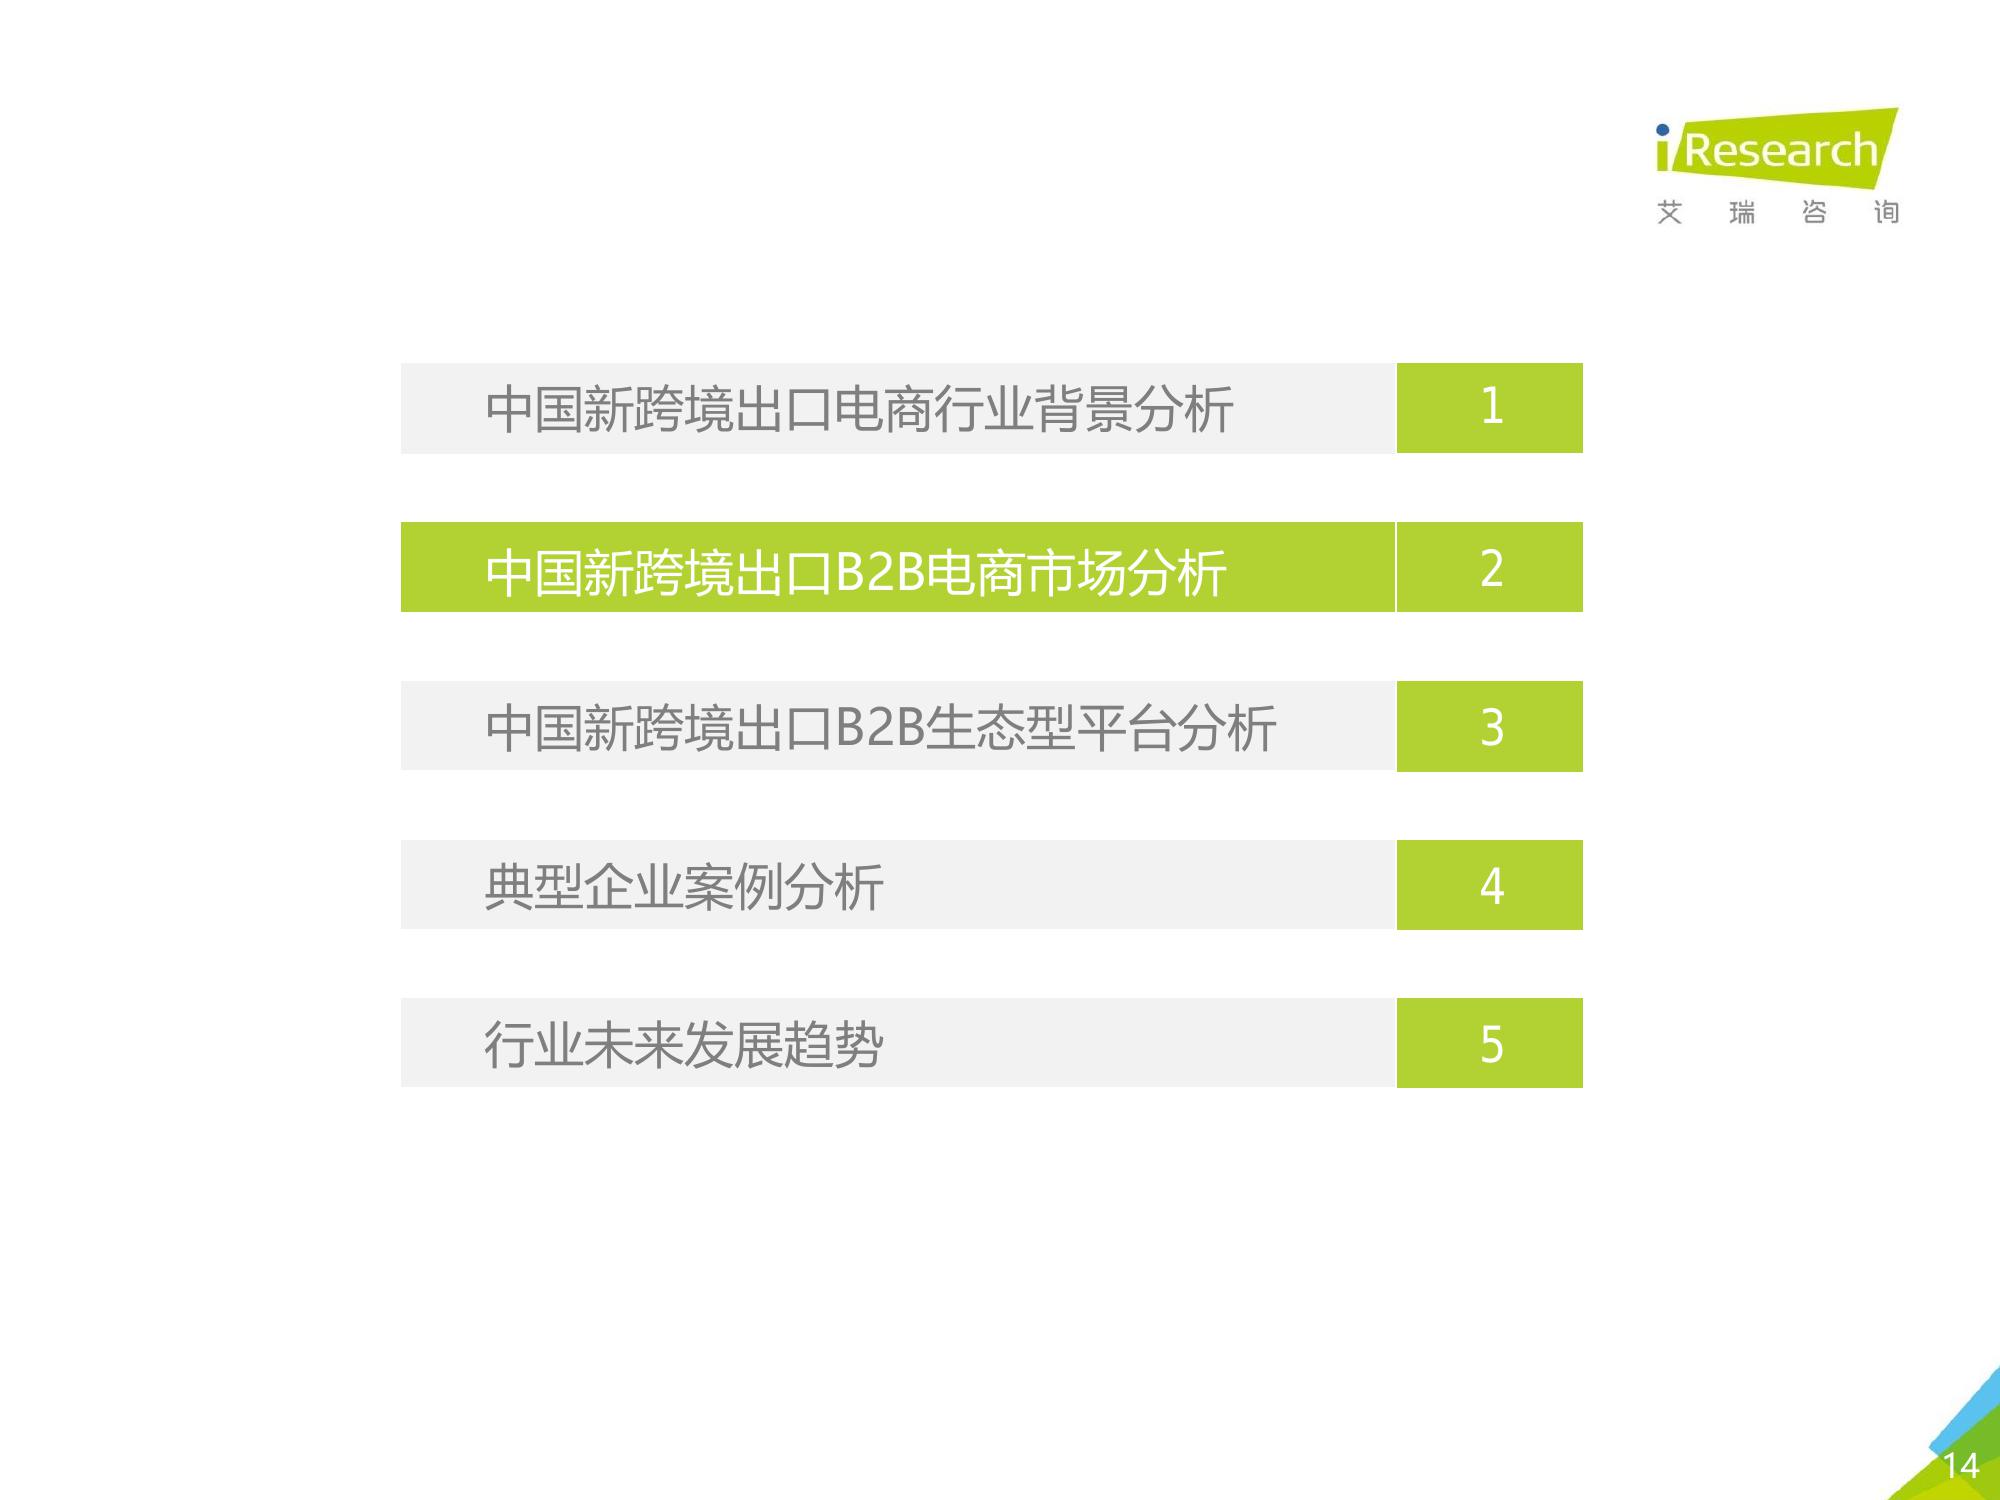 iResearch
艾瑞咨询
中国新跨境出口电商行业背景分析 1
中国新跨境出口B2B电商市场分析 2
中国新跨境出口B2B生态型平台分析 3
典型企业案例分析 4
行业未来发展趋势 5
14